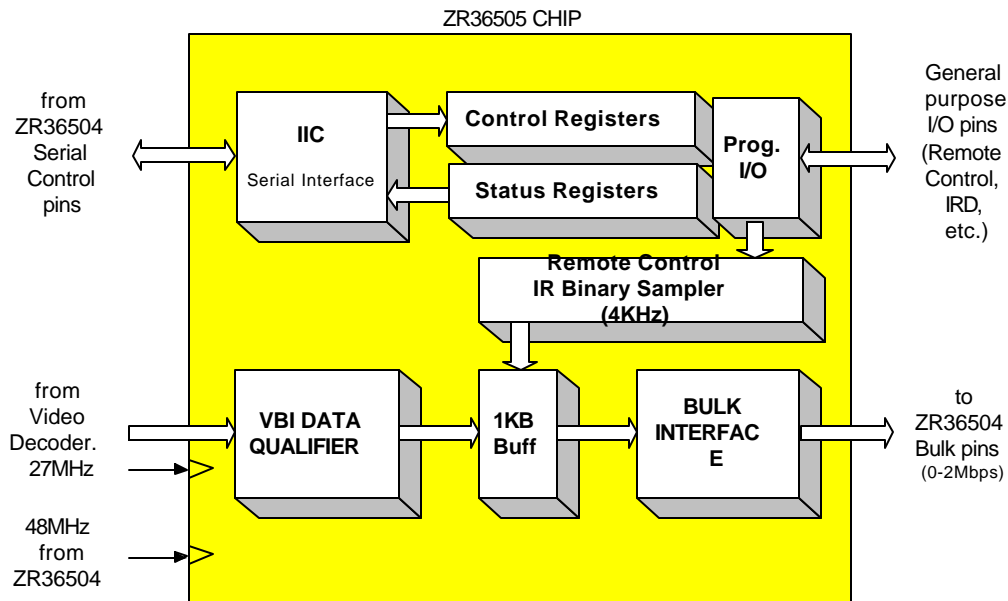 ZR36505 CHIP
from
ZR36504
Serial
Control
pins
IIC
Serial Interface
Control Registers
Status Registers
Prog.
I/O
General
purpose
I/O pins
(Remote
Control,
IRD,
etc.)
Remote Control
IR Binary Sampler
(4KHz)
from
Video
Decoder.
27MHz
48MHz
from
ZR36504
VBI DATA
QUALIFIER
1KB
Buff
BULK
INTERFAC
E
to
ZR36504
Bulk pins
(0-2Mbps)